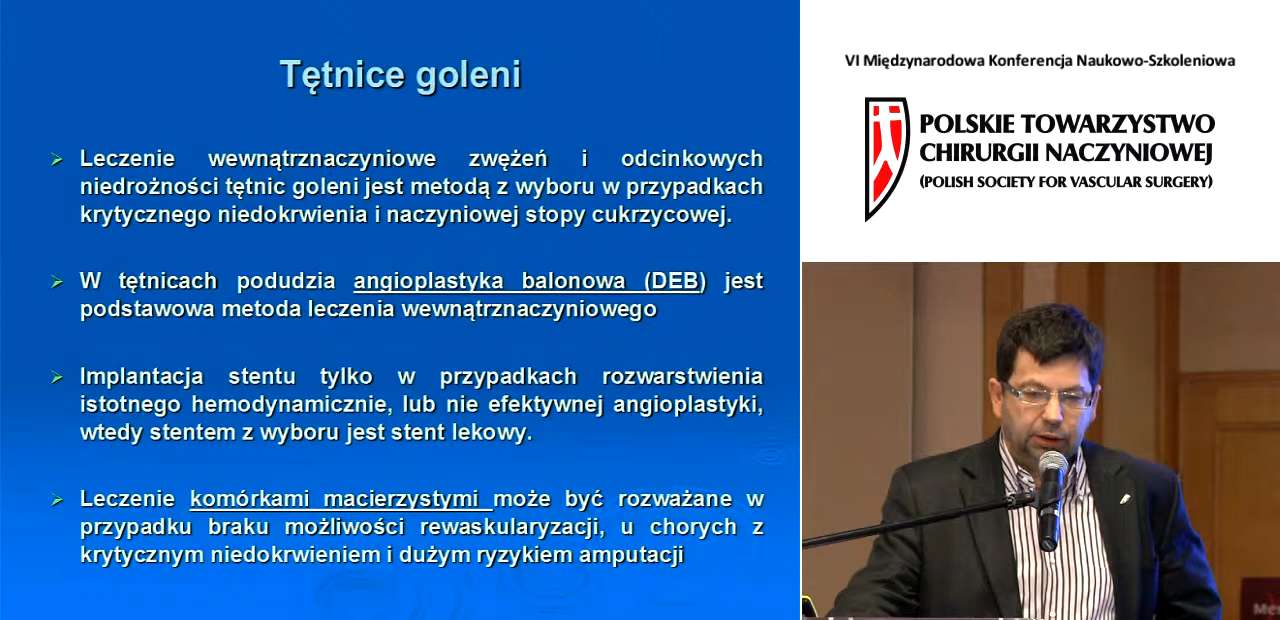 Tętnice goleni
Leczenie wewnątrznaczyniowe zwężeń i odcinkowych
niedrożności tętnic goleni jest metodą z wyboru w przypadkach
krytycznego niedokrwienia i naczyniowej stopy cukrzycowej.
W tętnicach podudzia angioplastyka balonowa (DEB) jest
podstawowa metoda leczenia wewnątrznaczyniowego
Implantacja stentu tylko w przypadkach rozwarstwienia
istotnego hemodynamicznie, lub nie efektywnej angioplastyki,
wtedy stentem z wyboru jest stent lekowy.
Leczenie komórkami macierzystymi może być rozważane w
przypadku braku możliwości rewaskularyzacji, u chorych z
krytycznym niedokrwieniem i dużym ryzykiem amputacji
VI Międzynarodowa Konferencja Naukowo-Szkoleniowa
POLSKIE TOWARZYSTWO
CHIRURGII NACZYNIOWEJ
(POLISH SOCIETY FOR VASCULAR SURGERY)